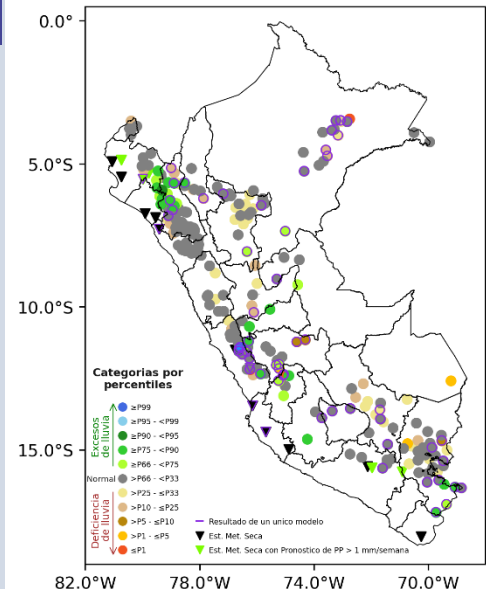 0.0°
5.0°S
10.0°S
15.0°S
82.0°W
78.0°W
74.0°W
70.0°W
Categorias por
percentiles
Excesos
de lluvia
Normal
Deficiencia
de lluvia
≥P99
≥P95 - <P99
≥P90 - <P95
≥P75 - <P90
≥P66 - <P75
>P66 - <P33
>P25 - ≤P33
>P10 - ≤P25
>P5 - ≤P10
>P1 - ≤P5
≤P1
Resultado de un unico modelo
Est. Met. Seca
Est. Met. Seca con Pronostico de PP > 1 mm/semana